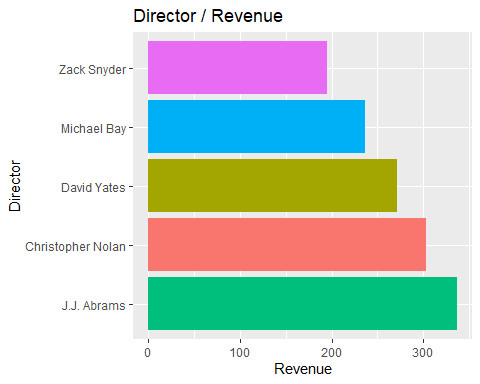 Director / Revenue
Director
Zack Snyder
Michael Bay
David Yates
Christopher Nolan
J.J. Abrams
0 100 200 300
Revenue